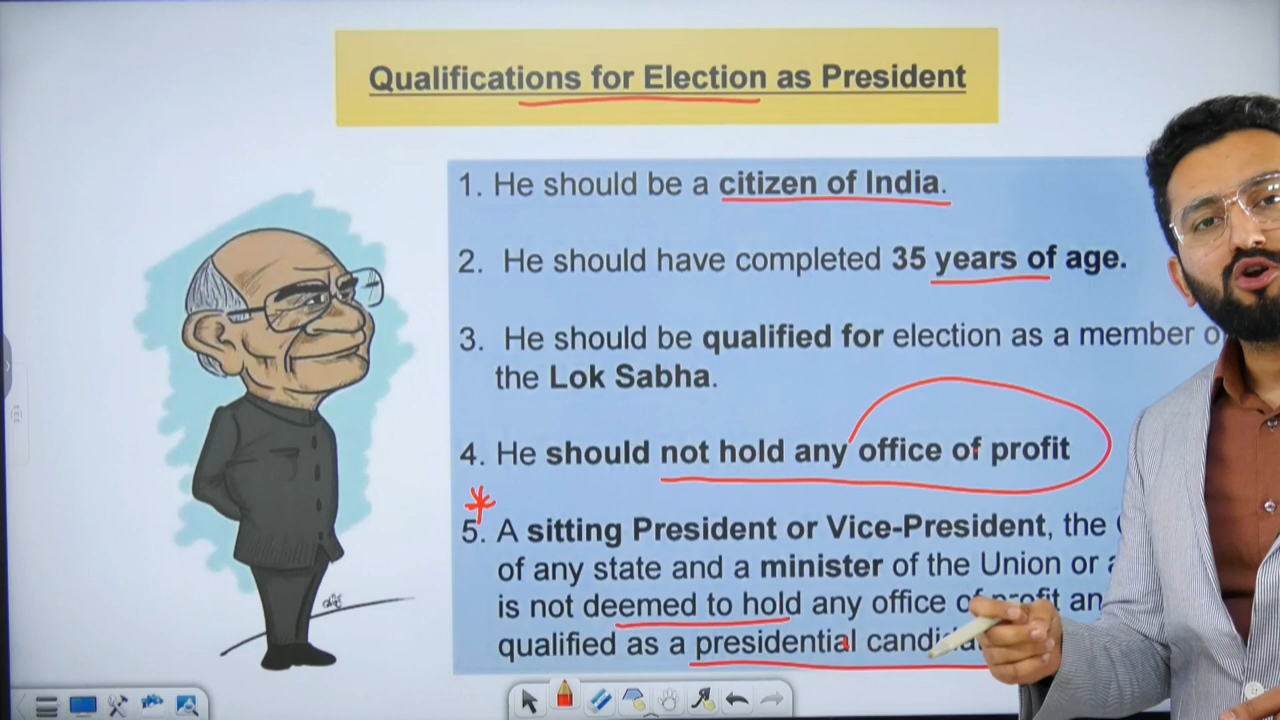 Qualifications for Election as President
1. He should be a citizen of India.
2. He should have completed 35 years of age.
3. He should be qualified for election as a member
the Lok Sabha.
4. He should not hold any office of profit
5. A sitting President or Vice-President, the
of any state and a minister of the Union or
is not deemed to hold any office of profit
qualified as a presidential